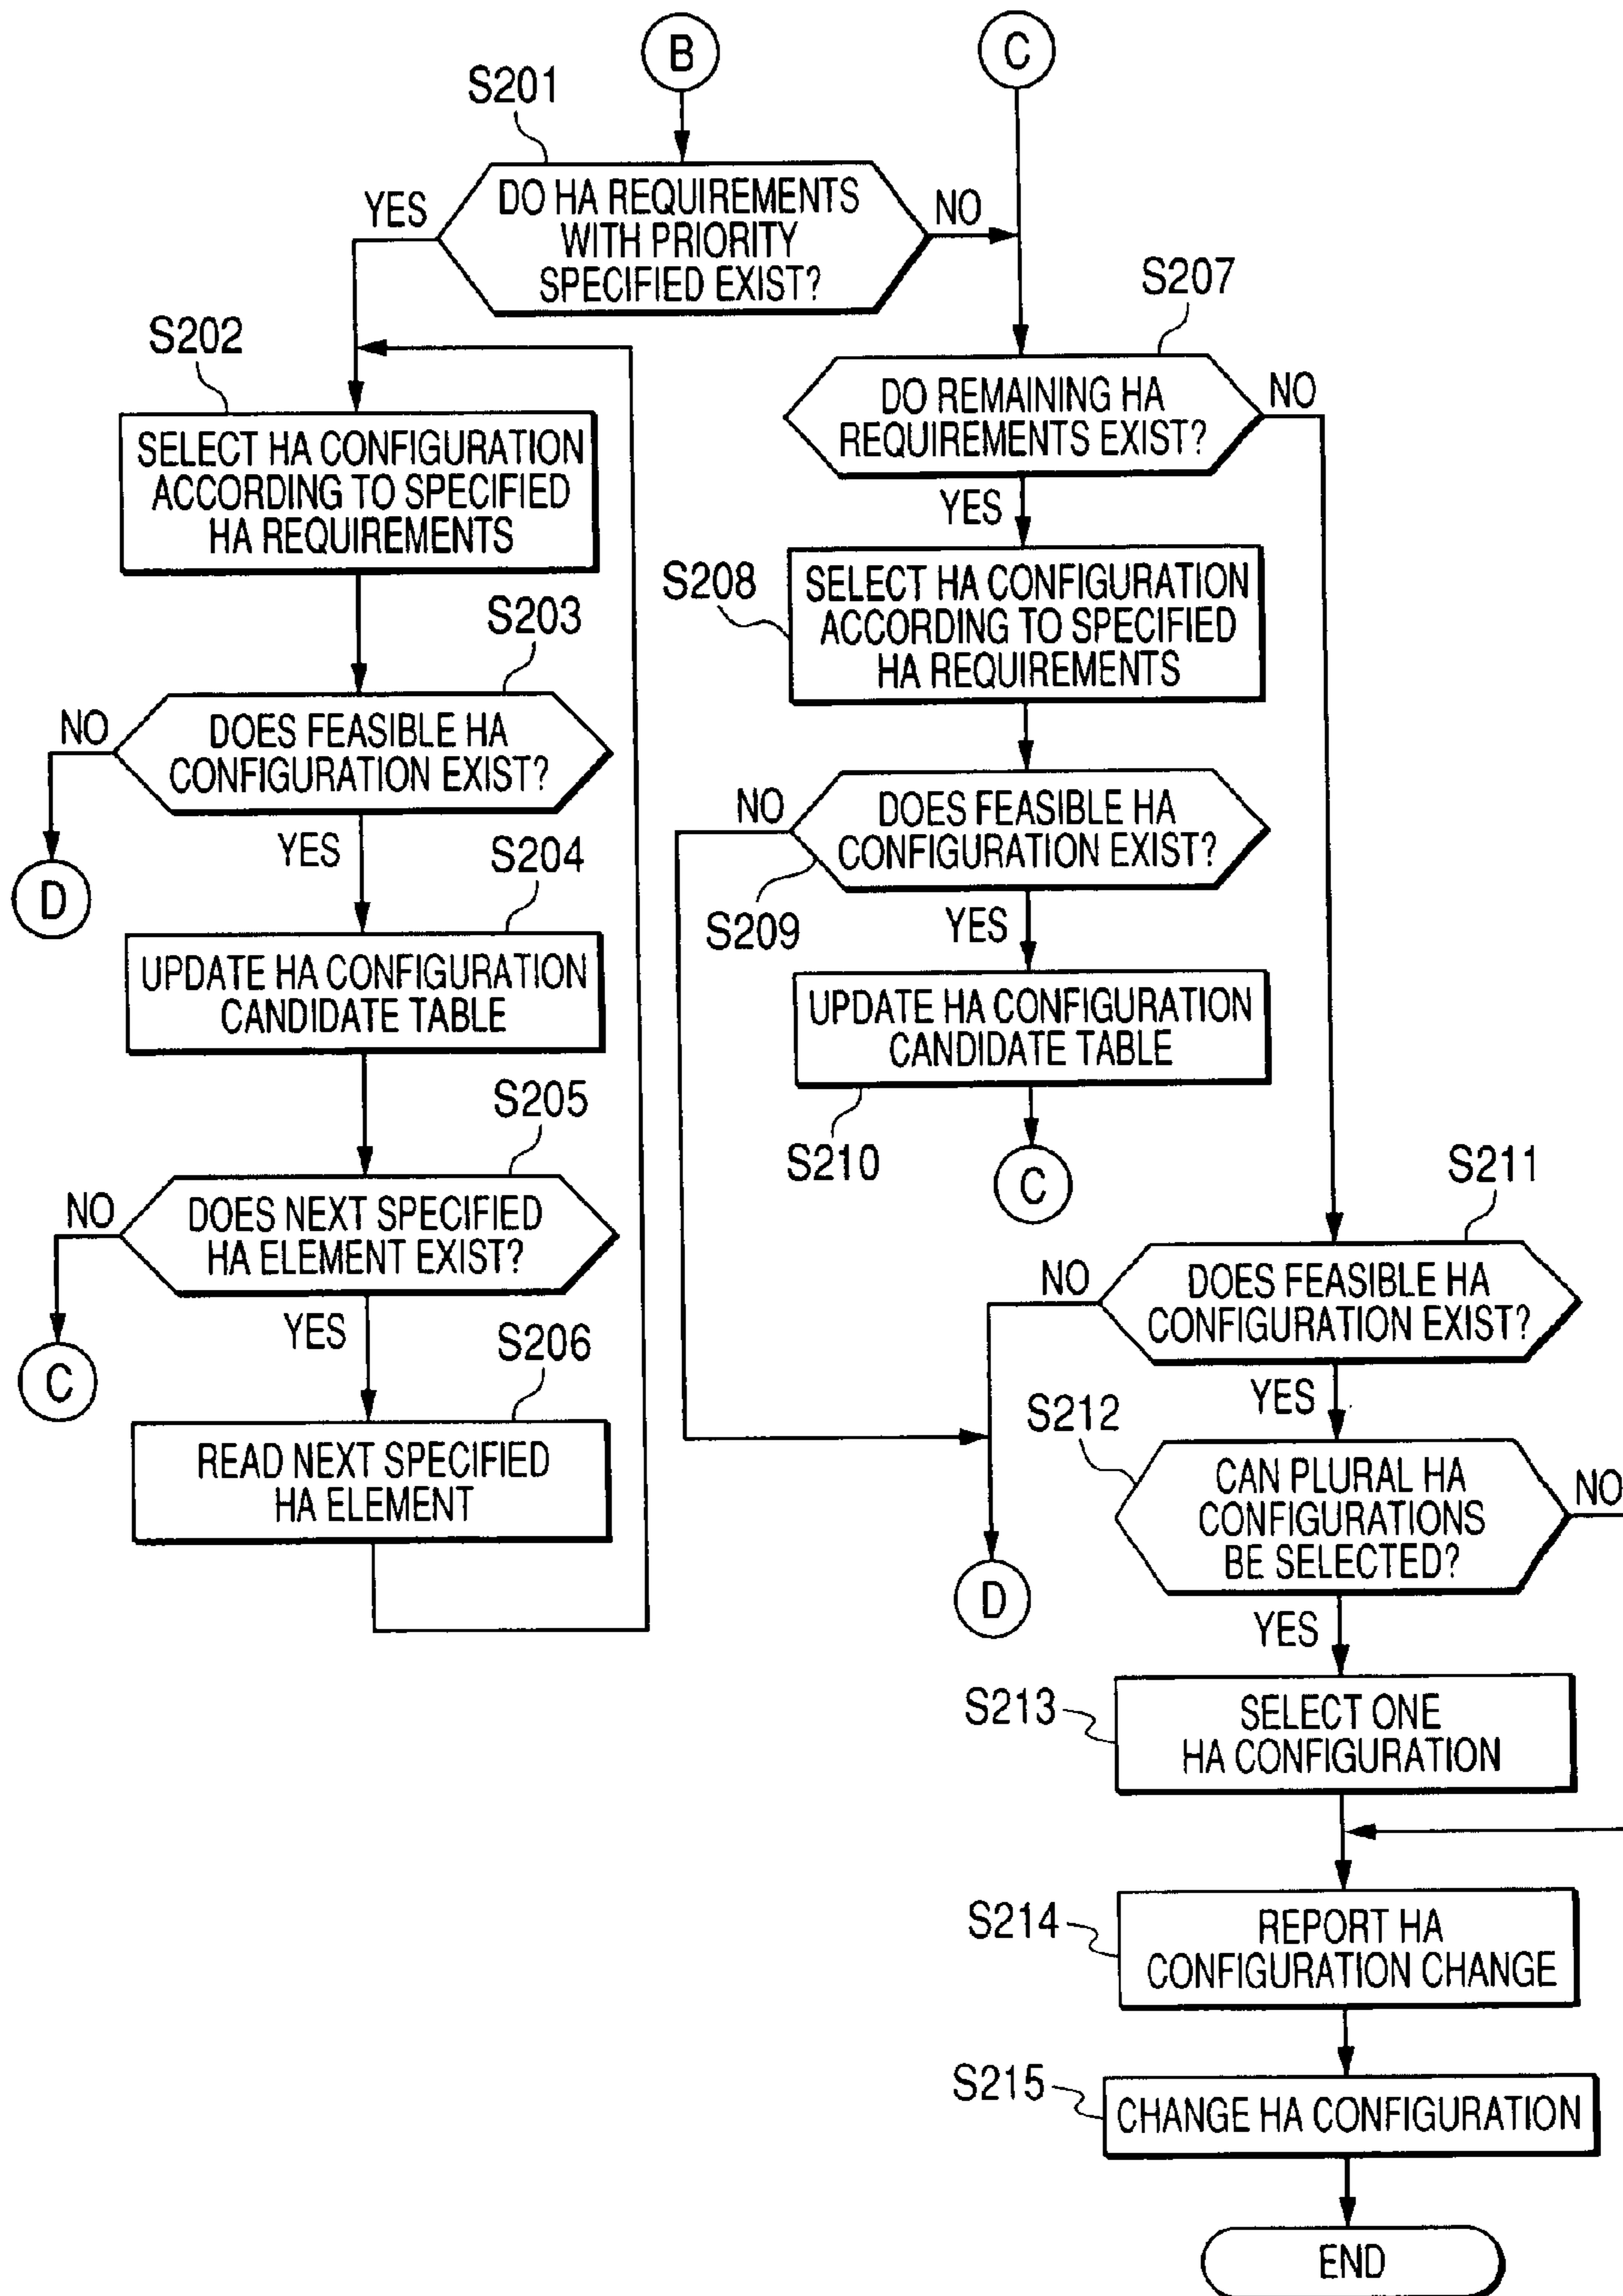 B
C
S201
DO HA REQUIREMENTS
WITH PRIORITY
SPECIFIED EXIST?
YES
NO
S202
SELECT HA CONFIGURATION
ACCORDING TO SPECIFIED
HA REQUIREMENTS
S203
DOES FEASIBLE HA
CONFIGURATION EXIST?
NO
D
YES
S204
UPDATE HA CONFIGURATION
CANDIDATE TABLE
S205
DOES NEXT SPECIFIED
HA ELEMENT EXIST?
NO
C
YES
S206
READ NEXT SPECIFIED
HA ELEMENT
S207
DO REMAINING HA
REQUIREMENTS EXIST?
NO
YES
S208
SELECT HA CONFIGURATION
ACCORDING TO SPECIFIED
HA REQUIREMENTS
NO
DOES FEASIBLE HA
CONFIGURATION EXIST?
S209
YES
UPDATE HA CONFIGURATION
CANDIDATE TABLE
S210
C
S211
NO
DOES FEASIBLE HA
CONFIGURATION EXIST?
YES
D
S212
CAN PLURAL HA
CONFIGURATIONS
BE SELECTED?
NO
YES
S213
SELECT ONE
HA CONFIGURATION
S214
REPORT HA
CONFIGURATION CHANGE
S215
CHANGE HA CONFIGURATION
END